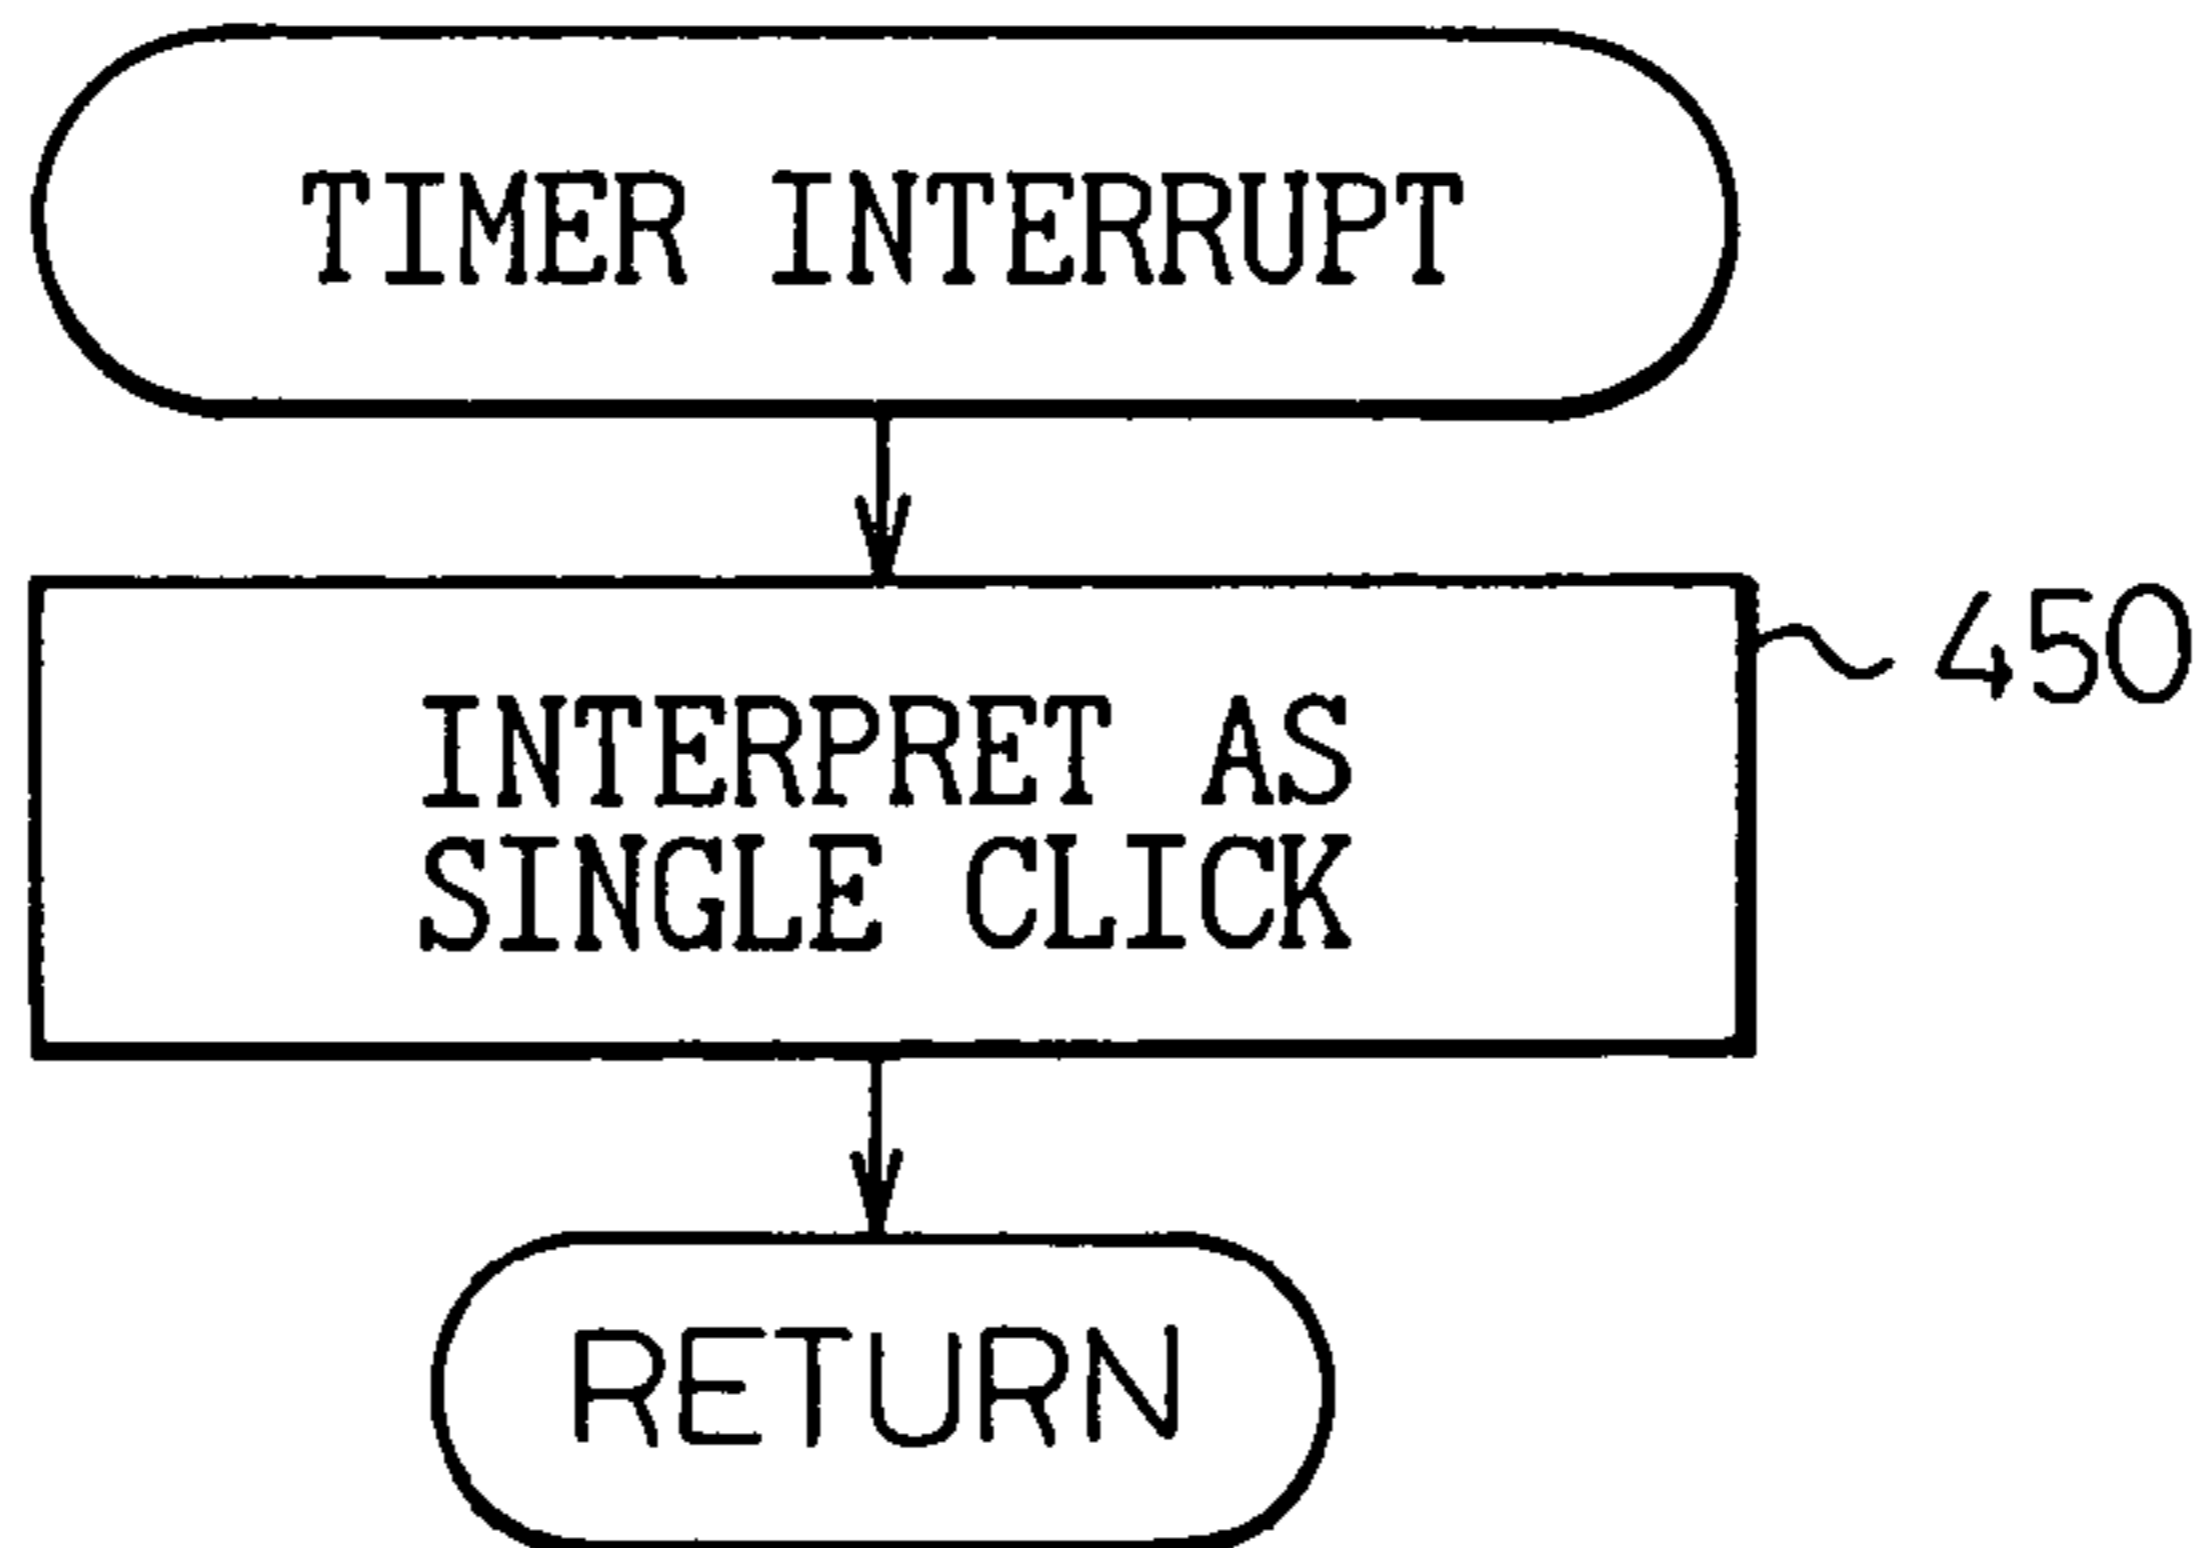 TIMER INTERRUPT
450
INTERPRET AS
SINGLE CLICK
RETURN